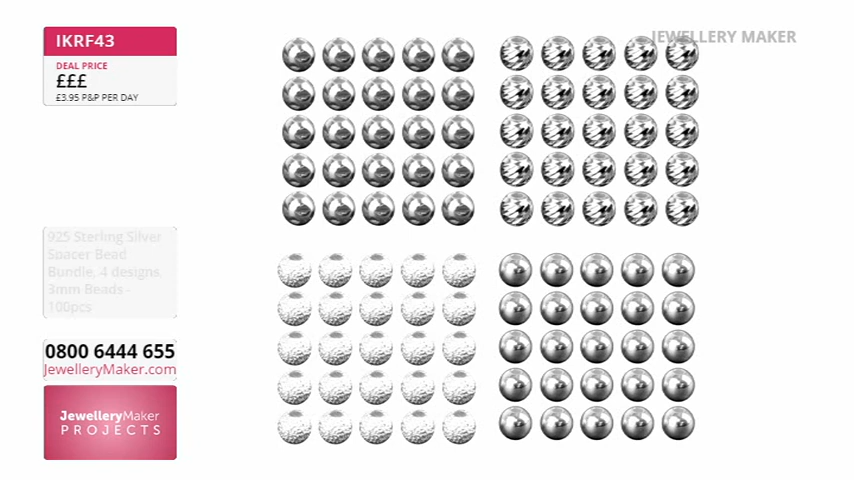 IKRF43
DEAL PRICE
£££
£3.95 P&P PER DAY
JEWELLERY MAKER
925 Sterling Silver
Spacer Bead
Bundle, 4 designs,
3mm Beads -
100pcs
0800 6444 655
JewelleryMaker.com
JewelleryMaker
PROJECTS